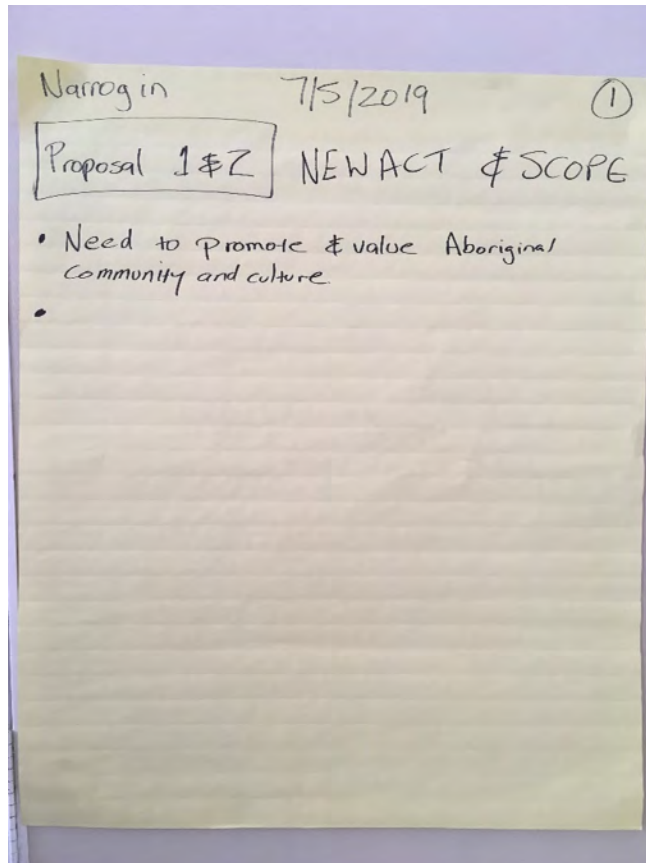 Narrogin 7/5/2019 1
Proposal 1 & 2 NEW ACT & SCOPE
• Need to promote & value Aboriginal
Community and culture.
•